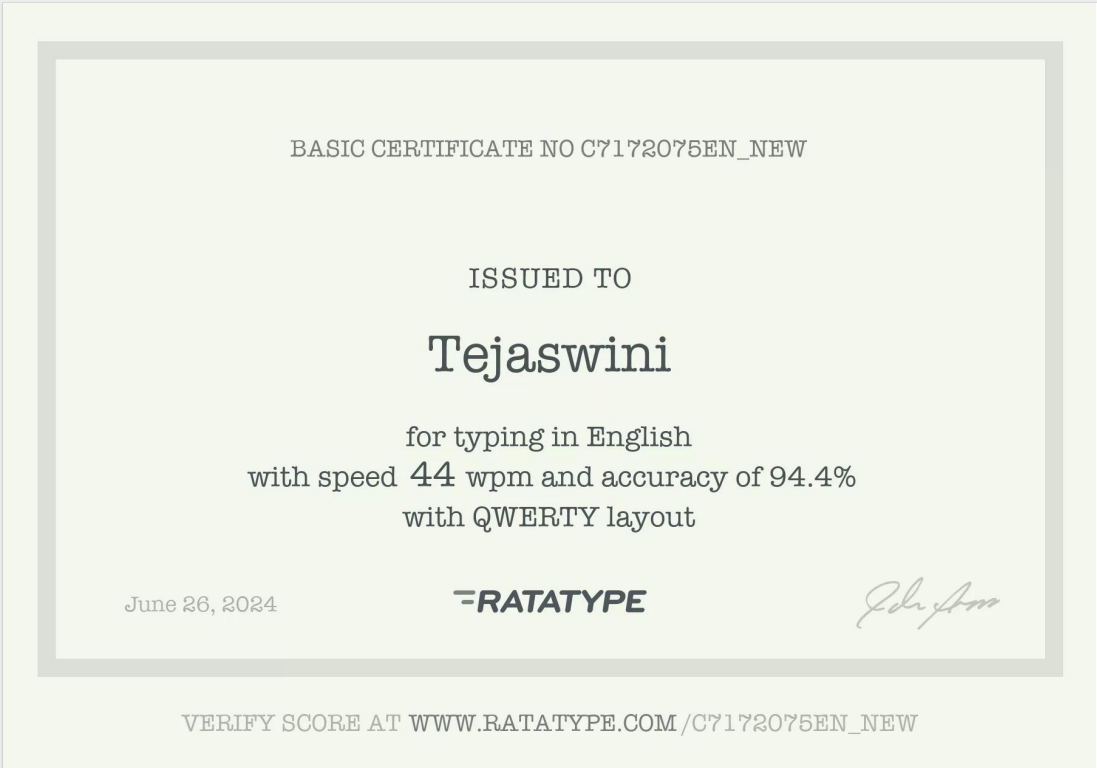 BASIC CERTIFICATE NO C7172075EN_NEW
ISSUED TO
Tejaswini
for typing in English
with speed 44 wpm and accuracy of 94.4%
with QWERTY layout
June 26, 2024
RATATYPE
VERIFY SCORE AT WWW.RATATYPE.COM/C7172075EN_NEW